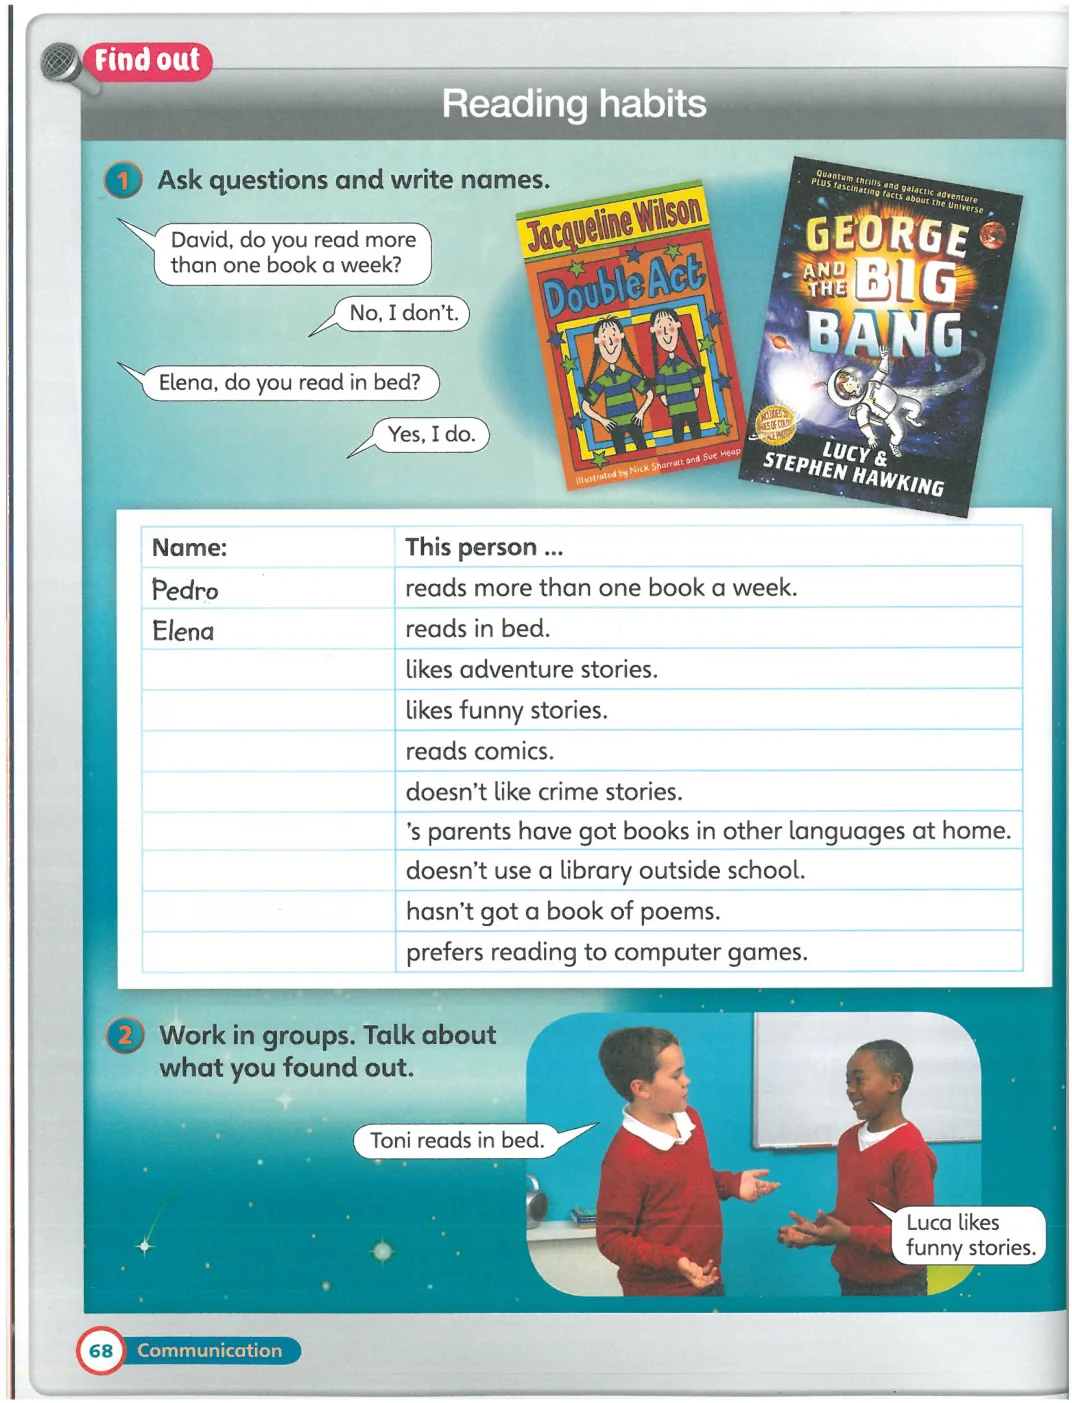 Find out
Reading habits
1 Ask questions and write names.
David, do you read more
than one book a week?
No, I don't.
Elena, do you read in bed?
Yes, I do.
Jacqueline Wilson
Double Act
Illustrated by Nick Sharratt and Sue Heap
Quantum thrills and galactic adventure
PLUS fascinating facts about the Universe
GEORGE
AND THE BIG
BANG
LUCY &
STEPHEN HAWKING
Name: This person ...
Pedro reads more than one book a week.
Elena reads in bed.
likes adventure stories.
likes funny stories.
reads comics.
doesn't like crime stories.
's parents have got books in other languages at home.
doesn't use a library outside school.
hasn't got a book of poems.
prefers reading to computer games.
2 Work in groups. Talk about
what you found out.
Toni reads in bed.
Luca likes
funny stories.
68 Communication